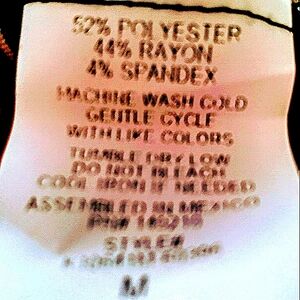 52% POLYESTER
44% RAYON
4% SPANDEX
MACHINE WASH COLD
GENTLE CYCLE
WITH LIKE COLORS
TUMBLE DRY LOW
DO NOT BLEACH
COOL IRON IF NEEDED
ASSEMBLED IN MEXICO
STYLE#
M